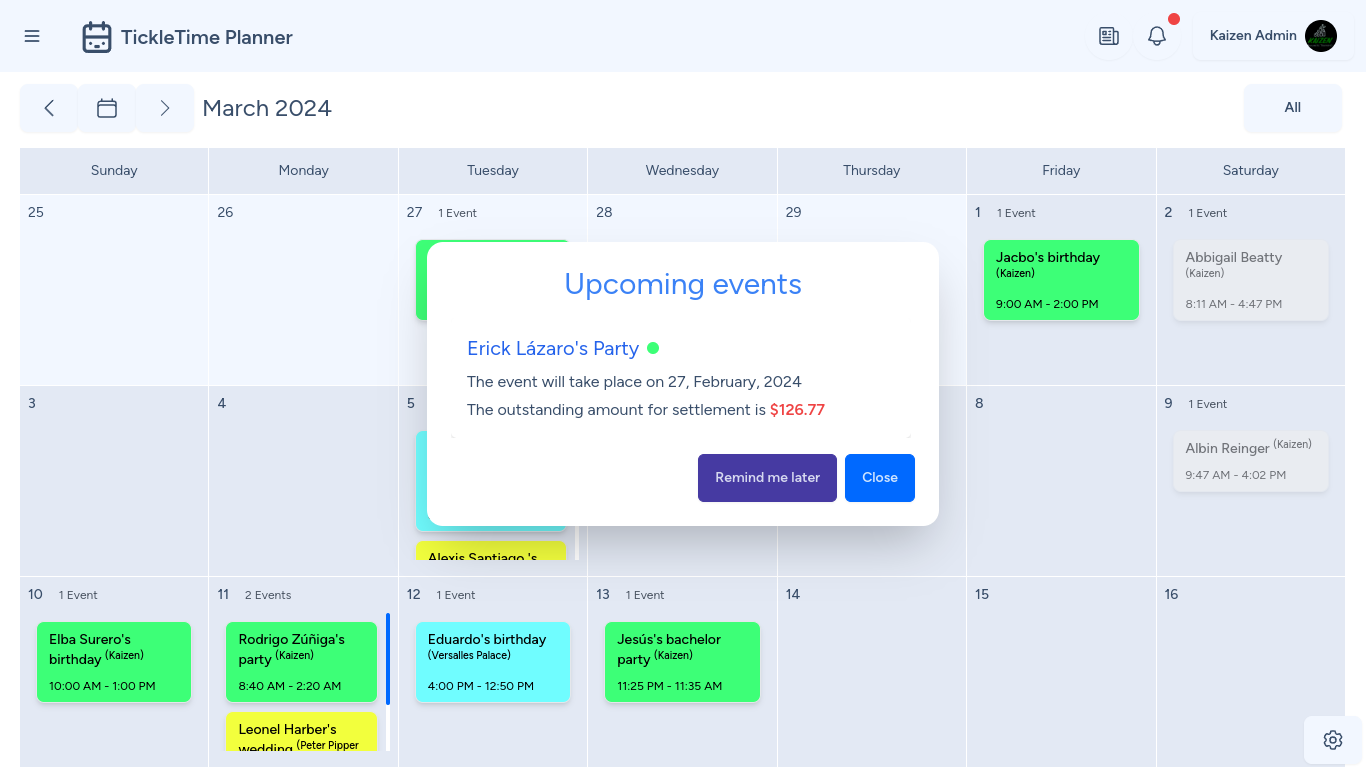 TickleTime Planner
Kaizen Admin
March 2024
All
Sunday Monday Tuesday Wednesday Thursday Friday Saturday
25 26 27 1 Event 28 29 1 1 Event 2 1 Event
Jacbo's birthday
(Kaizen)
9:00 AM - 2:00 PM
Abbigail Beatty
(Kaizen)
8:11 AM - 4:47 PM
Upcoming events
Erick Lázaro's Party
The event will take place on 27, February, 2024
The outstanding amount for settlement is $126.77
Remind me later Close
3 4 5 8 9 1 Event
Albin Reinger (Kaizen)
9:47 AM - 4:02 PM
Alexis Santiago 's
10 1 Event 11 2 Events 12 1 Event 13 1 Event 14 15 16
Elba Surero's
birthday (Kaizen)
10:00 AM - 1:00 PM
Rodrigo Zúñiga's
party (Kaizen)
8:40 AM - 2:20 AM
Leonel Harber's
wedding (Peter Pipper
Eduardo's birthday
(Versalles Palace)
4:00 PM - 12:50 PM
Jesús's bachelor
party (Kaizen)
11:25 PM - 11:35 AM